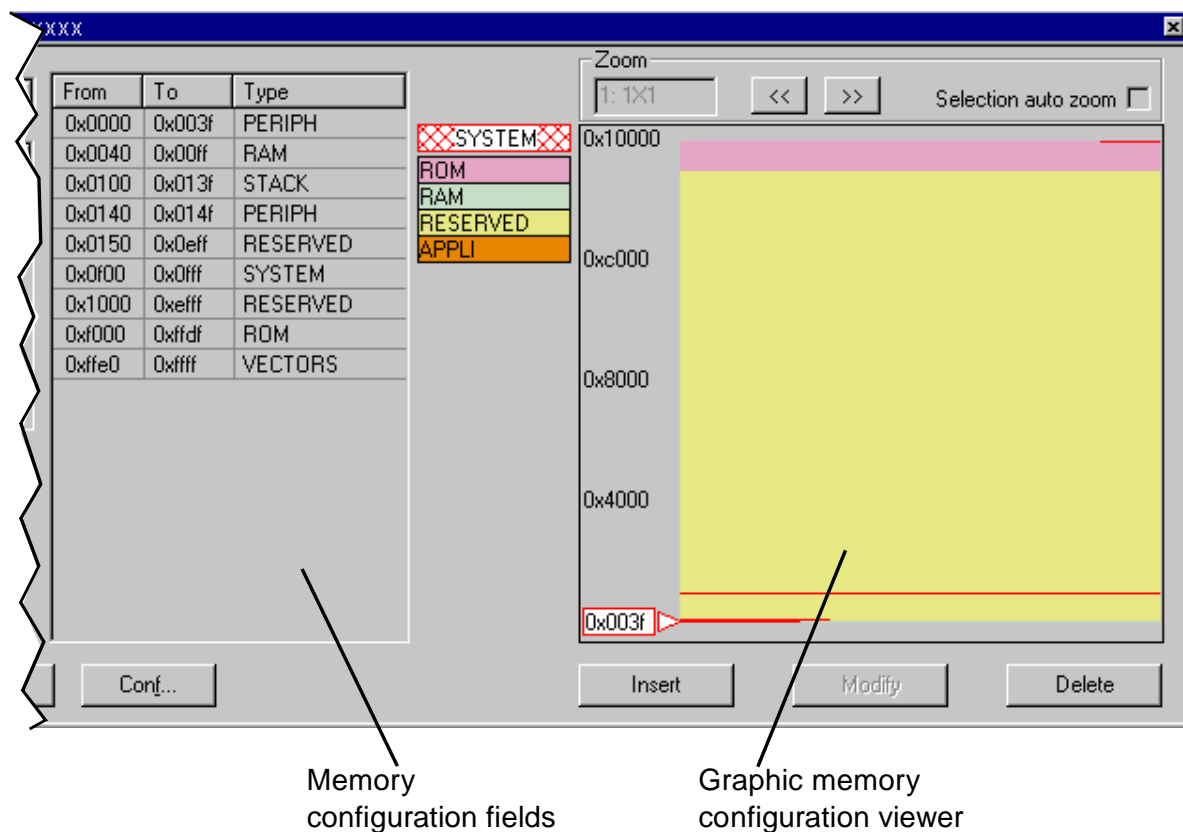 XXXX
Zoom
1: 1X1 << >> Selection auto zoom
From To Type
0x0000 0x003f PERIPH
0x0040 0x00ff RAM
0x0100 0x013f STACK
0x0140 0x014f PERIPH
0x0150 0x0eff RESERVED
0x0f00 0x0fff SYSTEM
0x1000 0xefff RESERVED
0xf000 0xffdf ROM
0xffe0 0xffff VECTORS
SYSTEM
ROM
RAM
RESERVED
APPLI
0x10000
0xc000
0x8000
0x4000
0x003f
Conf...
Insert Modify Delete
Memory
configuration fields
Graphic memory
configuration viewer